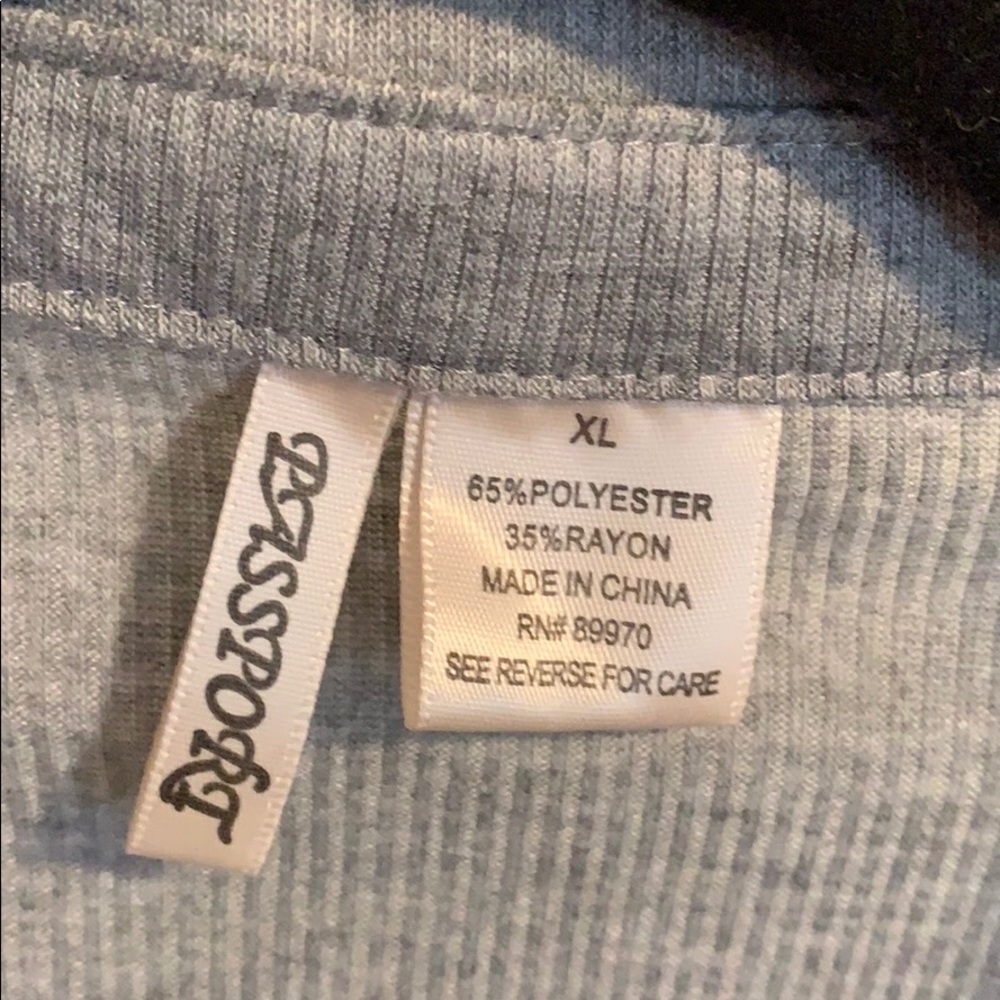 PASSPORT
XL
65%POLYESTER
35%RAYON
MADE IN CHINA
RN# 89970
SEE REVERSE FOR CARE